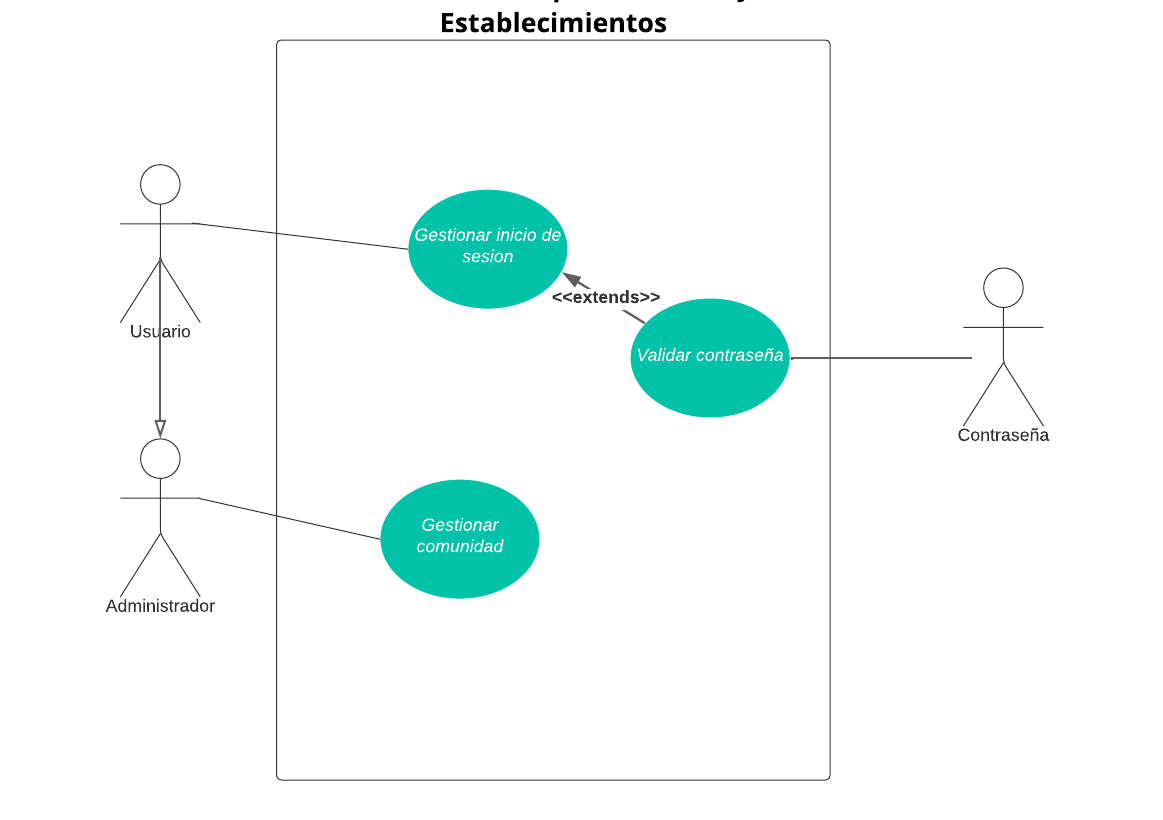 Establecimientos
Gestionar inicio de
sesion
<<extends>>
Usuario
Validar contraseña
Contraseña
Gestionar
comunidad
Administrador